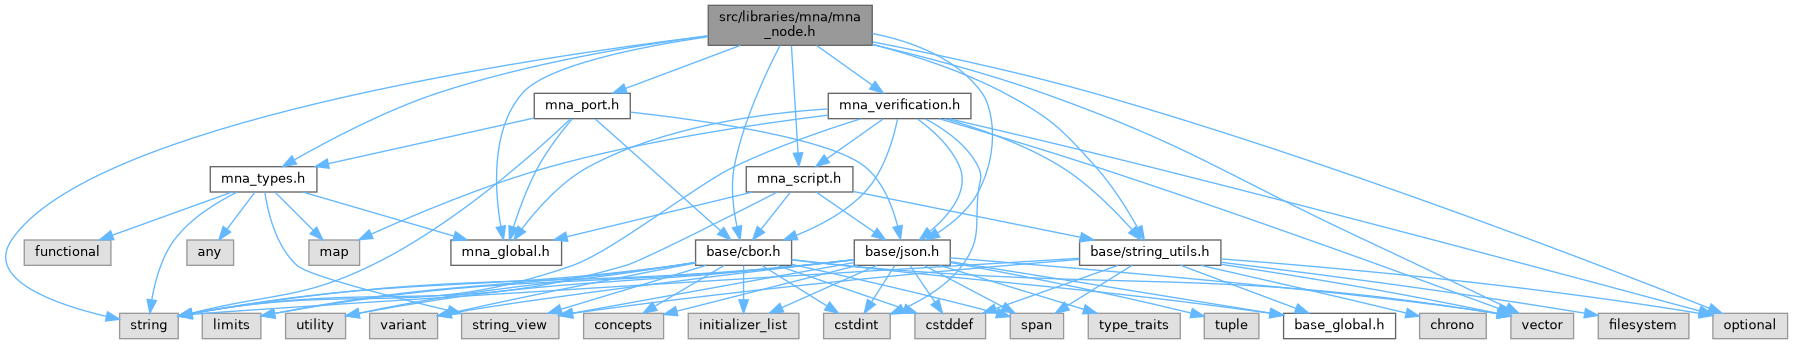 src/libraries/mna/mna
_node.h
mna_port.h
mna_verification.h
mna_types.h
mna_script.h
functional
any
map
mna_global.h
base/cbor.h
base/json.h
base/string_utils.h
string
limits
utility
variant
string_view
concepts
initializer_list
cstdint
cstddef
span
type_traits
tuple
base_global.h
chrono
vector
filesystem
optional